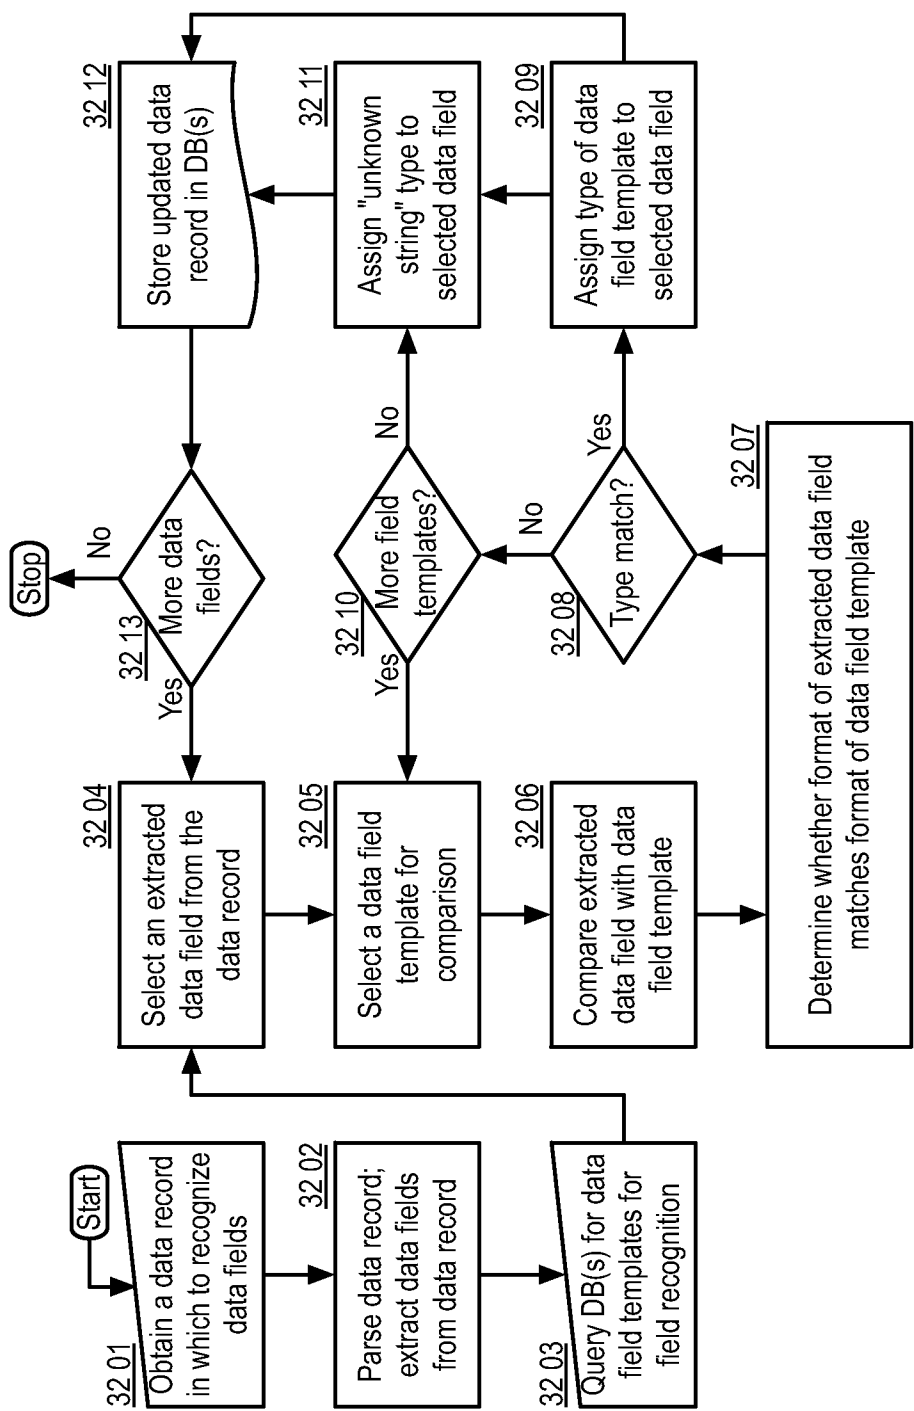 Start
32 01
Obtain a data record
in which to recognize
data fields
32 02
Parse data record;
extract data fields
from data record
32 03
Query DB(s) for data
field templates for
field recognition
32 04
Select an extracted
data field from the
data record
32 05
Select a data field
template for
comparison
32 06
Compare extracted
data field with data
field template
32 07
Determine whether format of extracted data field
matches format of data field template
32 08
Type match?
Yes
No
32 09
Assign type of data
field template to
selected data field
32 10
More field
templates?
Yes
No
32 11
Assign "unknown
string" type to
selected data field
32 12
Store updated data
record in DB(s)
32 13
More data
fields?
Yes
No
Stop